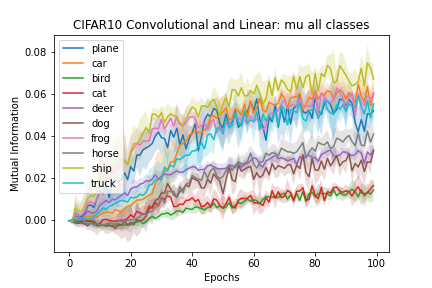 CIFAR10 Convolutional and Linear: mu all classes
Mutual Information
0.08
0.06
0.04
0.02
0.00
plane
car
bird
cat
deer
dog
frog
horse
ship
truck
0 20 40 60 80 100
Epochs